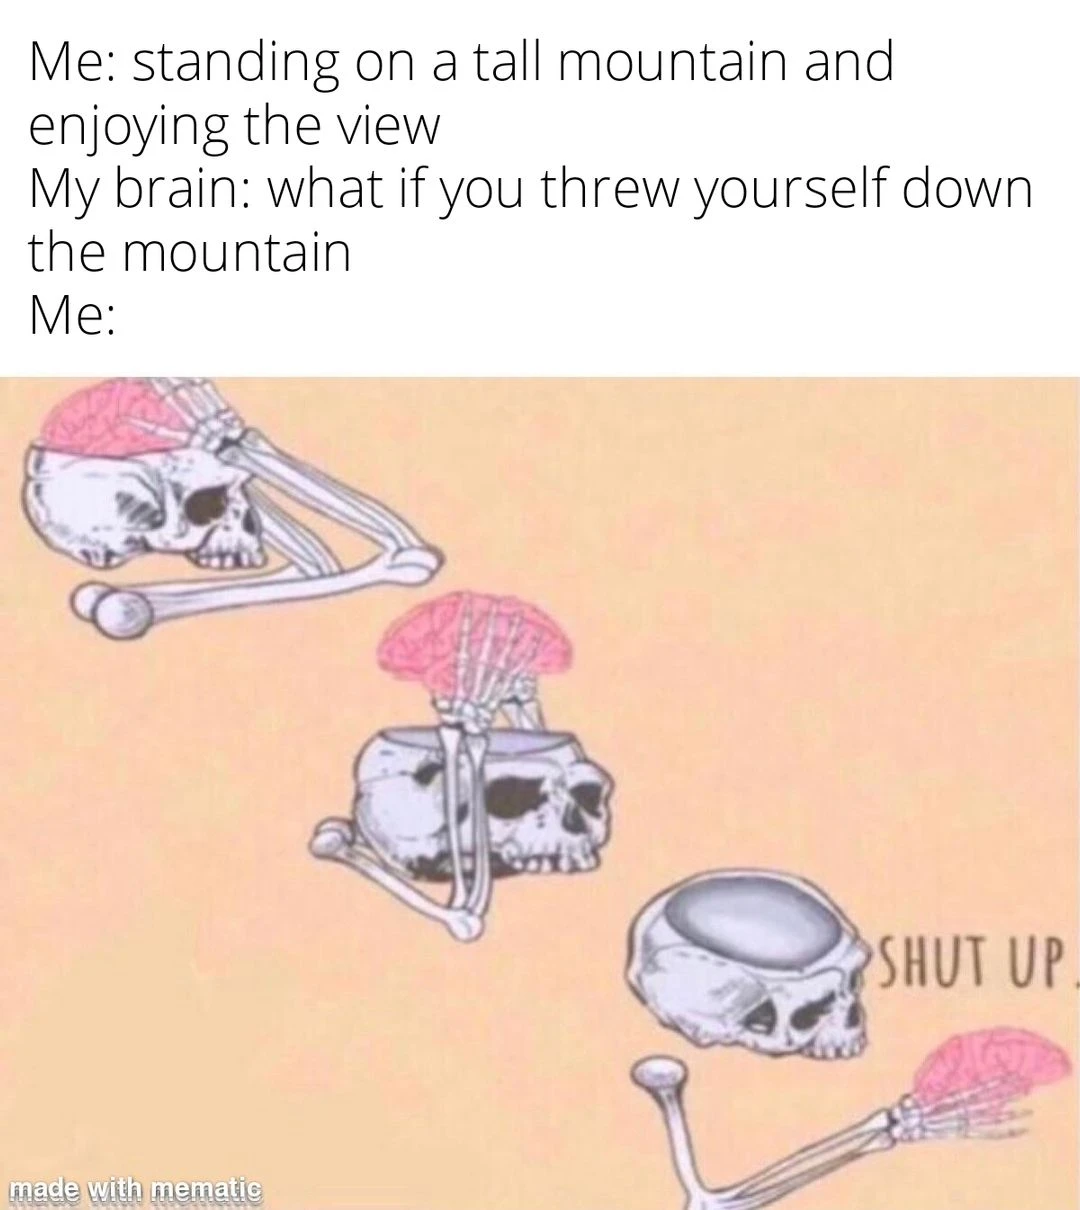 Me: standing on a tall mountain and
enjoying the view
My brain: what if you threw yourself down
the mountain
Me:
SHUT UP.
made with mematic